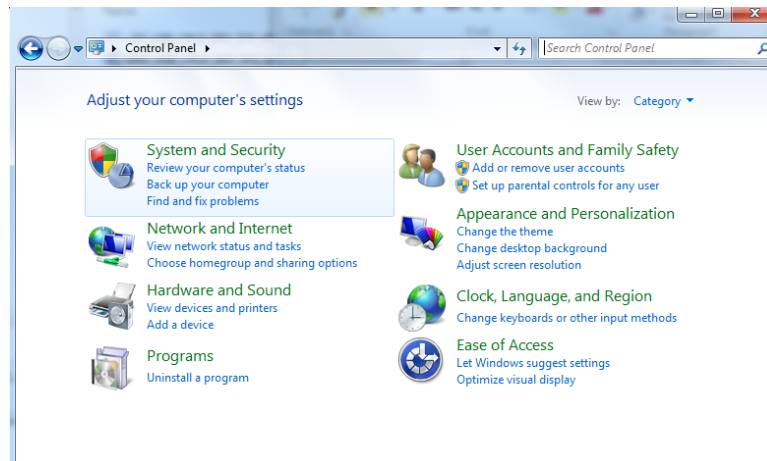 Control Panel
Search Control Panel
Adjust your computer's settings
View by: Category
System and Security
Review your computer's status
Back up your computer
Find and fix problems
Network and Internet
View network status and tasks
Choose homegroup and sharing options
Hardware and Sound
View devices and printers
Add a device
Programs
Uninstall a program
User Accounts and Family Safety
Add or remove user accounts
Set up parental controls for any user
Appearance and Personalization
Change the theme
Change desktop background
Adjust screen resolution
Clock, Language, and Region
Change keyboards or other input methods
Ease of Access
Let Windows suggest settings
Optimize visual display